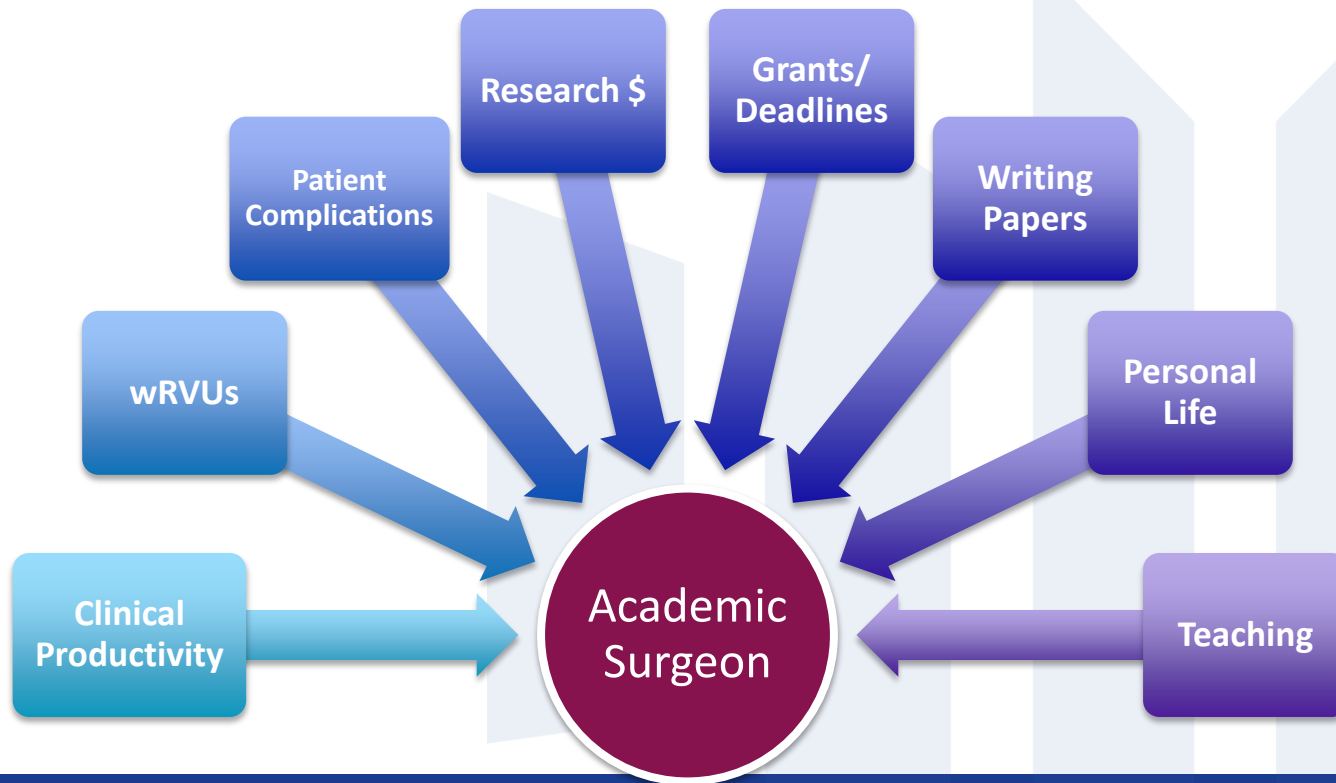 Research $
Grants/
Deadlines
Patient
Complications
Writing
Papers
wRVUs
Personal
Life
Clinical
Productivity
Academic
Surgeon
Teaching